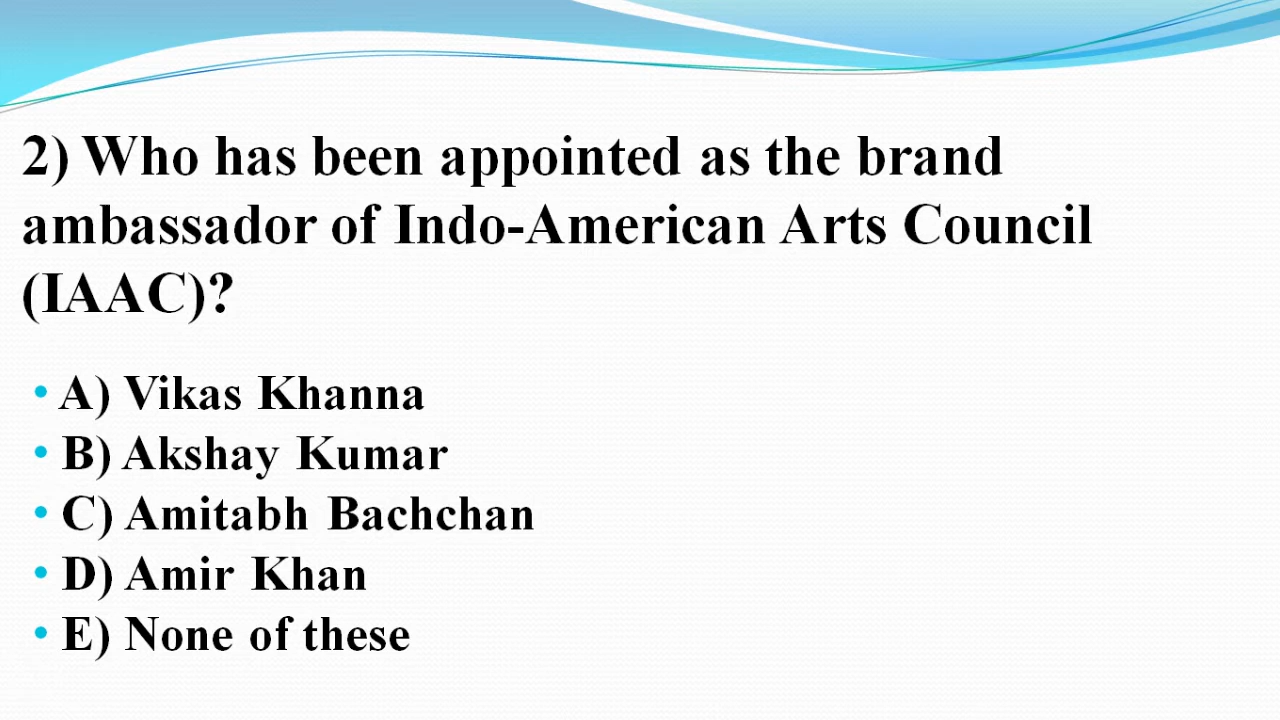 2) Who has been appointed as the brand
ambassador of Indo-American Arts Council
(IAAC)?
• A) Vikas Khanna
• B) Akshay Kumar
• C) Amitabh Bachchan
• D) Amir Khan
• E) None of these